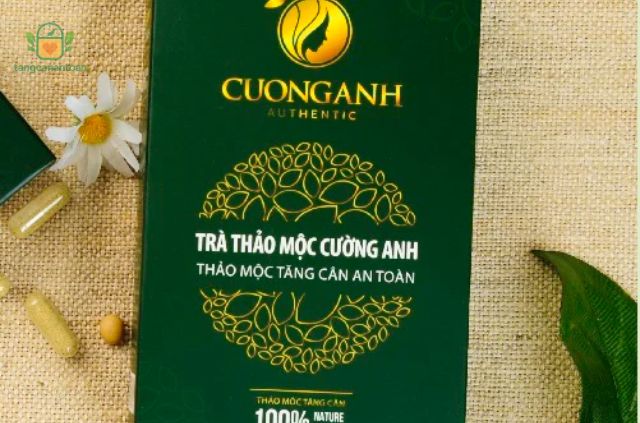 tangcanantoan
CUONGANH
AUTHENTIC
TRÀ THẢO MỘC CƯỜNG ANH
THẢO MỘC TĂNG CÂN AN TOÀN
THẢO MỘC TĂNG CÂN
100% NATURE